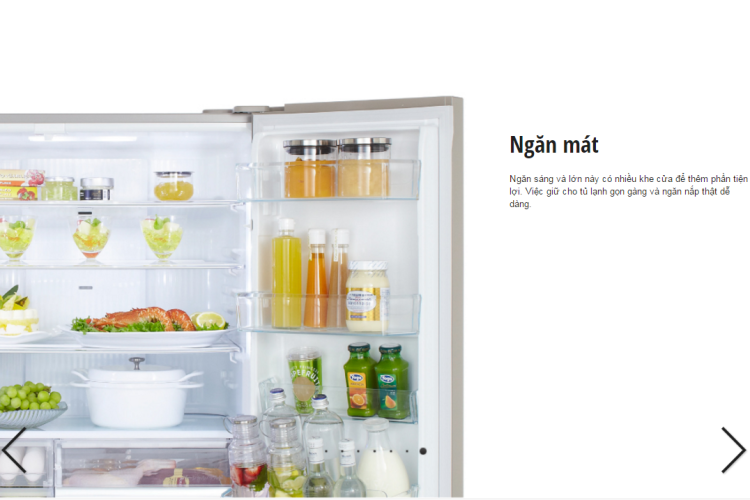 Ngăn mát
Ngăn sáng và lớn này có nhiều khe cửa để thêm phần tiện
lợi. Việc giữ cho tủ lạnh gọn gàng và ngăn nắp thật dễ
dàng.